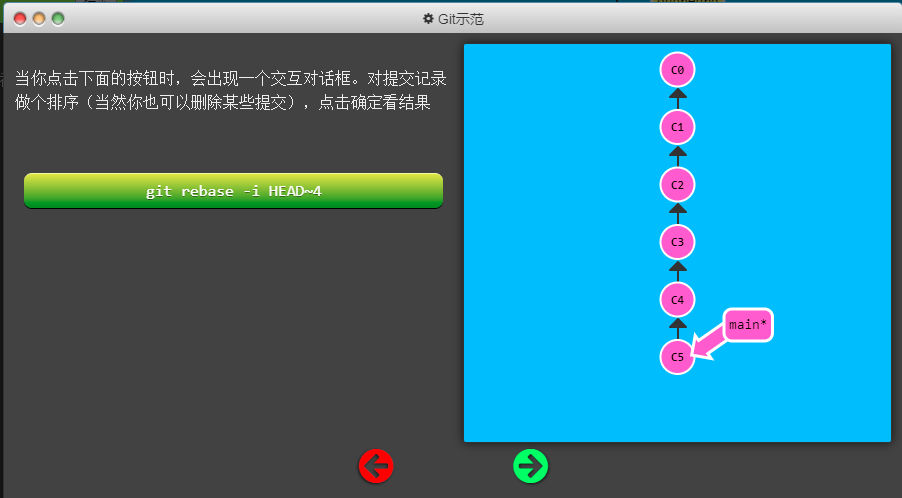 Git示范
当你点击下面的按钮时，会出现一个交互对话框。对提交记录
做个排序（当然你也可以删除某些提交），点击确定看结果
git rebase -i HEAD~4
C0
C1
C2
C3
C4
main*
C5